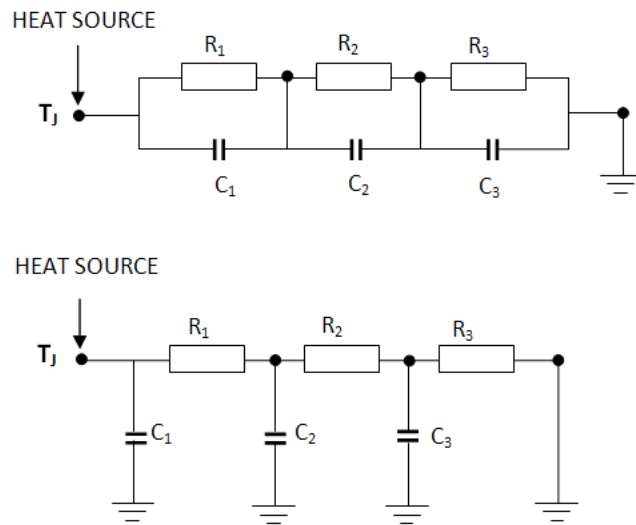 HEAT SOURCE
R1 R2 R3
TJ
C1 C2 C3
HEAT SOURCE
R1 R2 R3
TJ
C1 C2 C3